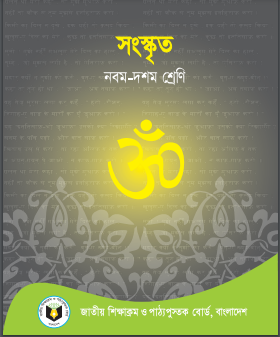 সংস্কৃত
নবম-দশম শ্রেণি
ॐ
জাতীয় শিক্ষাক্রম ও পাঠ্যপুস্তক বোর্ড, বাংলাদেশ